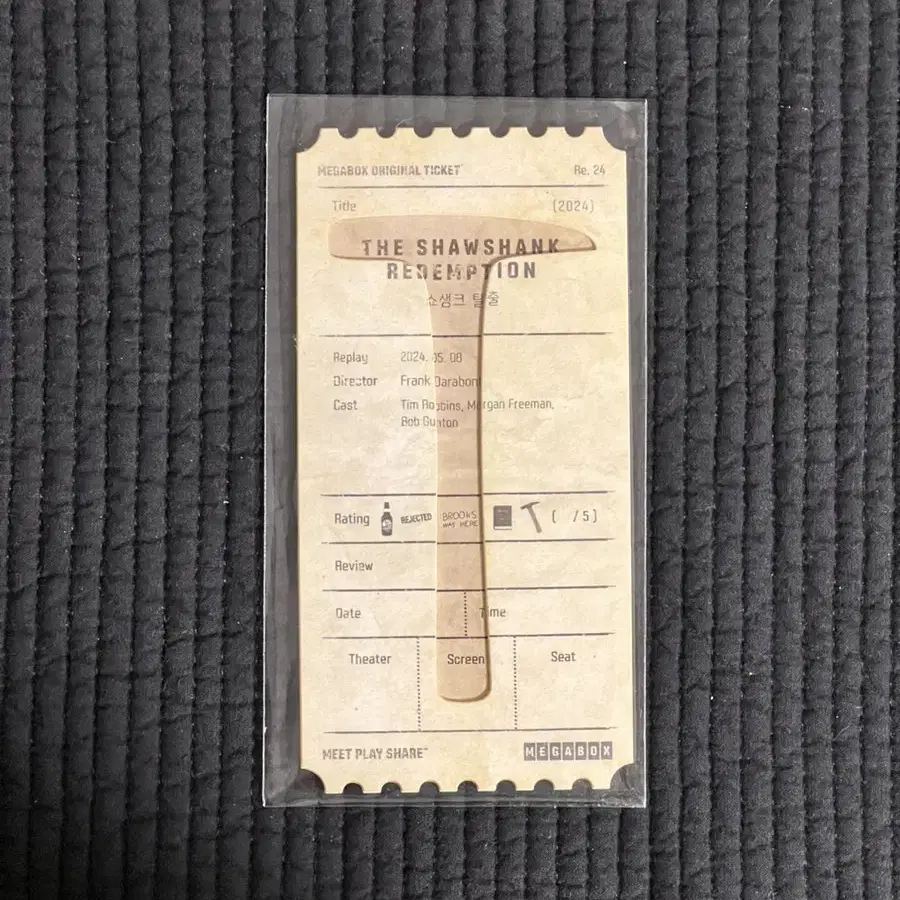 MEGABOX ORIGINAL TICKET Re. 24
Title (2024)
THE SHAWSHANK
REDEMPTION
쇼생크 탈출
Replay 2024. 05. 08
Director Frank Darabont
Cast Tim Robbins, Morgan Freeman,
Bob Gunton
Rating REJECTED BROOKS WAS HERE ( /5)
Review
Date Time
Theater Screen Seat
MEET PLAY SHARE™ MEGABOX